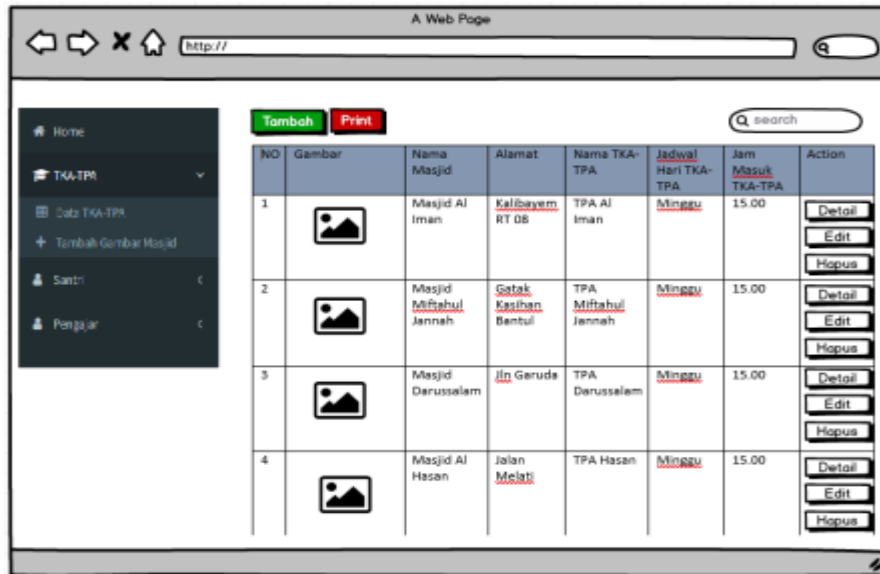 A Web Page
http://
Home
TKA-TPA
Data TKA-TPA
Tambah Gambar Masjid
Santri
Pengajar
Tambah Print
search
NO Gambar Nama Masjid Alamat Nama TKA-TPA Jadwal Hari TKA-TPA Jam Masuk TKA-TPA Action
1 Masjid Al Iman Kalibayem RT 08 TPA Al Iman Minggu 15.00 Detail Edit Hapus
2 Masjid Miftahul Jannah Gatak Kasihan Bantul TPA Miftahul Jannah Minggu 15.00 Detail Edit Hapus
3 Masjid Darussalam Jln Garuda TPA Darussalam Minggu 15.00 Detail Edit Hapus
4 Masjid Al Hasan Jalan Melati TPA Hasan Minggu 15.00 Detail Edit Hapus